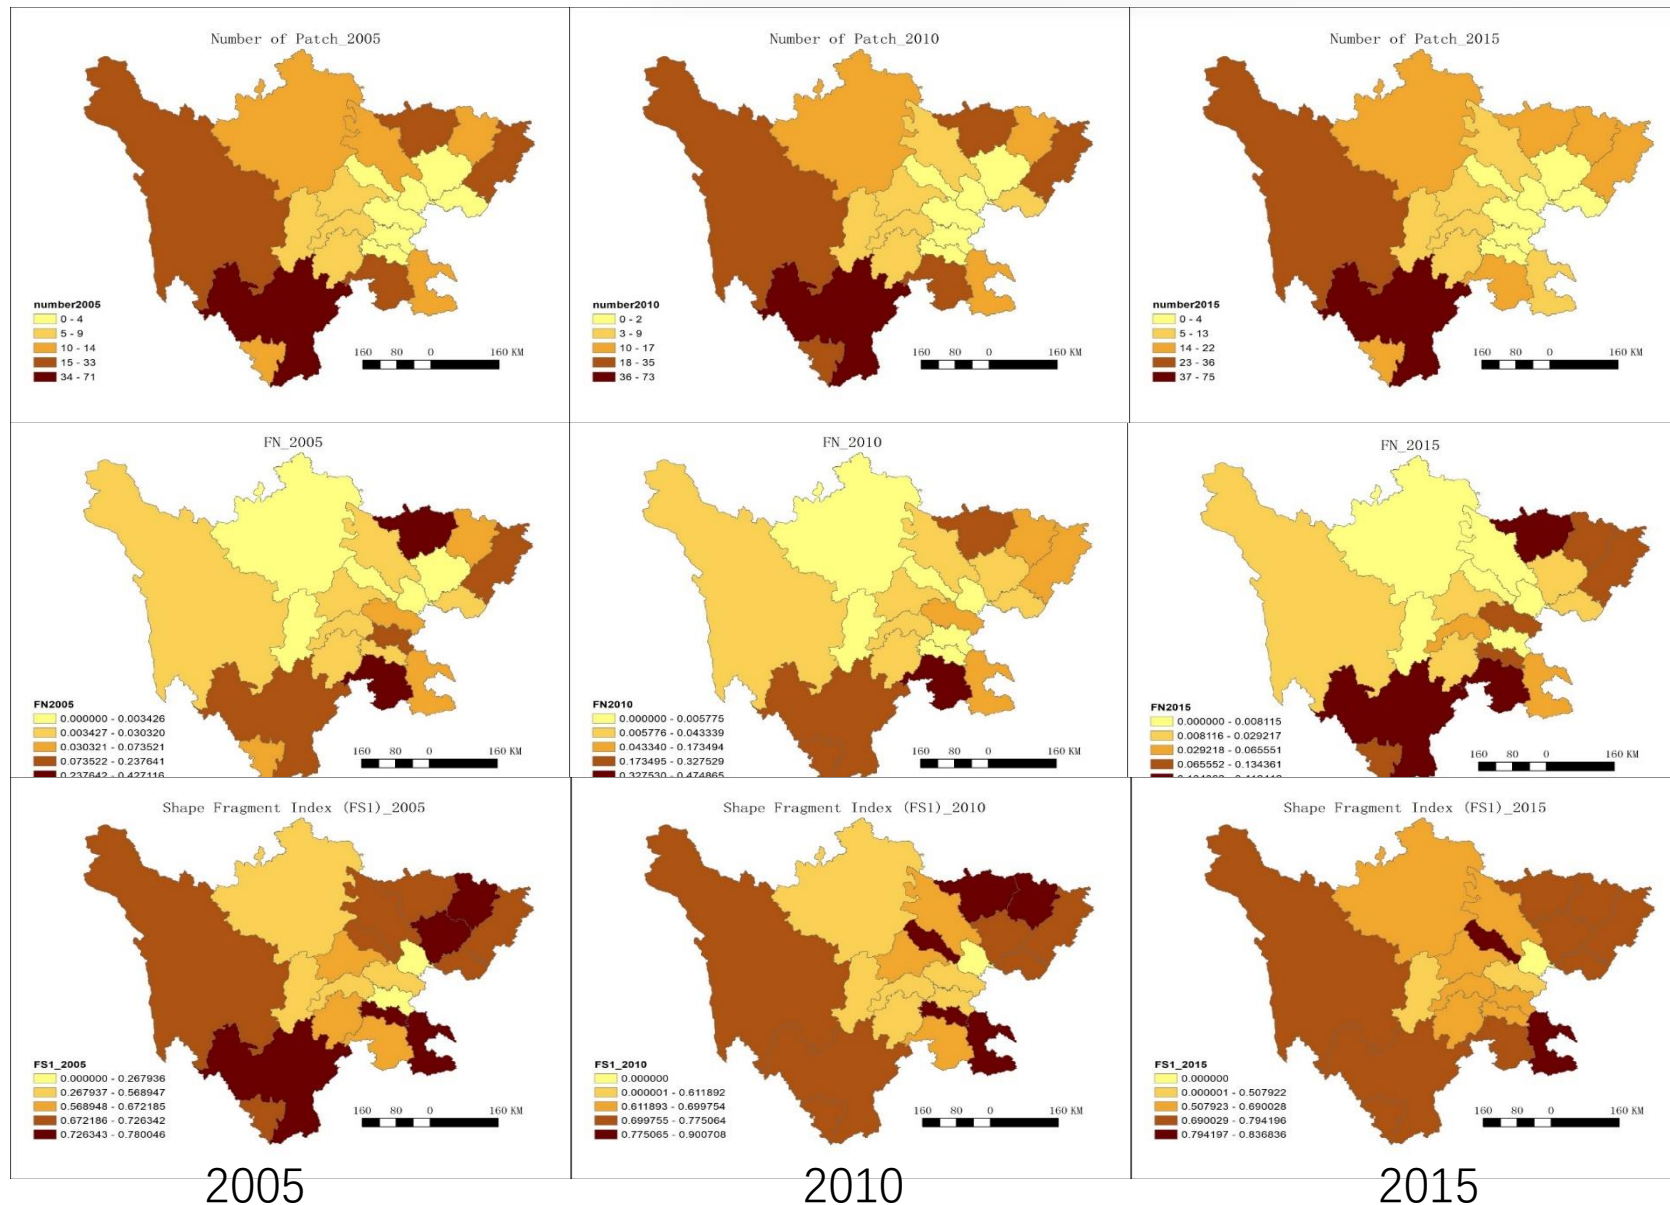 Number of Patch_2005
number2005
0 - 4
5 - 9
10 - 14
15 - 33
34 - 71
160 80 0 160 KM
Number of Patch_2010
number2010
0 - 2
3 - 9
10 - 17
18 - 35
36 - 73
160 80 0 160 KM
Number of Patch_2015
number2015
0 - 4
5 - 13
14 - 22
23 - 36
37 - 75
160 80 0 160 KM
FN_2005
FN2005
0.000000 - 0.003426
0.003427 - 0.030320
0.030321 - 0.073521
0.073522 - 0.237641
0.237642 - 0.427116
160 80 0 160 KM
FN_2010
FN2010
0.000000 - 0.005775
0.005776 - 0.043339
0.043340 - 0.173494
0.173495 - 0.327529
0.327530 - 0.474865
160 80 0 160 KM
FN_2015
FN2015
0.000000 - 0.008115
0.008116 - 0.029217
0.029218 - 0.065551
0.065552 - 0.134361
160 80 0 160 KM
Shape Fragment Index (FS1)_2005
FS1_2005
0.000000 - 0.267936
0.267937 - 0.568947
0.568948 - 0.672185
0.672186 - 0.726342
0.726343 - 0.780046
160 80 0 160 KM
Shape Fragment Index (FS1)_2010
FS1_2010
0.000000
0.000001 - 0.611892
0.611893 - 0.699754
0.699755 - 0.775064
0.775065 - 0.900708
160 80 0 160 KM
Shape Fragment Index (FS1)_2015
FS1_2015
0.000000
0.000001 - 0.507922
0.507923 - 0.690028
0.690029 - 0.794196
0.794197 - 0.836836
160 80 0 160 KM
2005
2010
2015